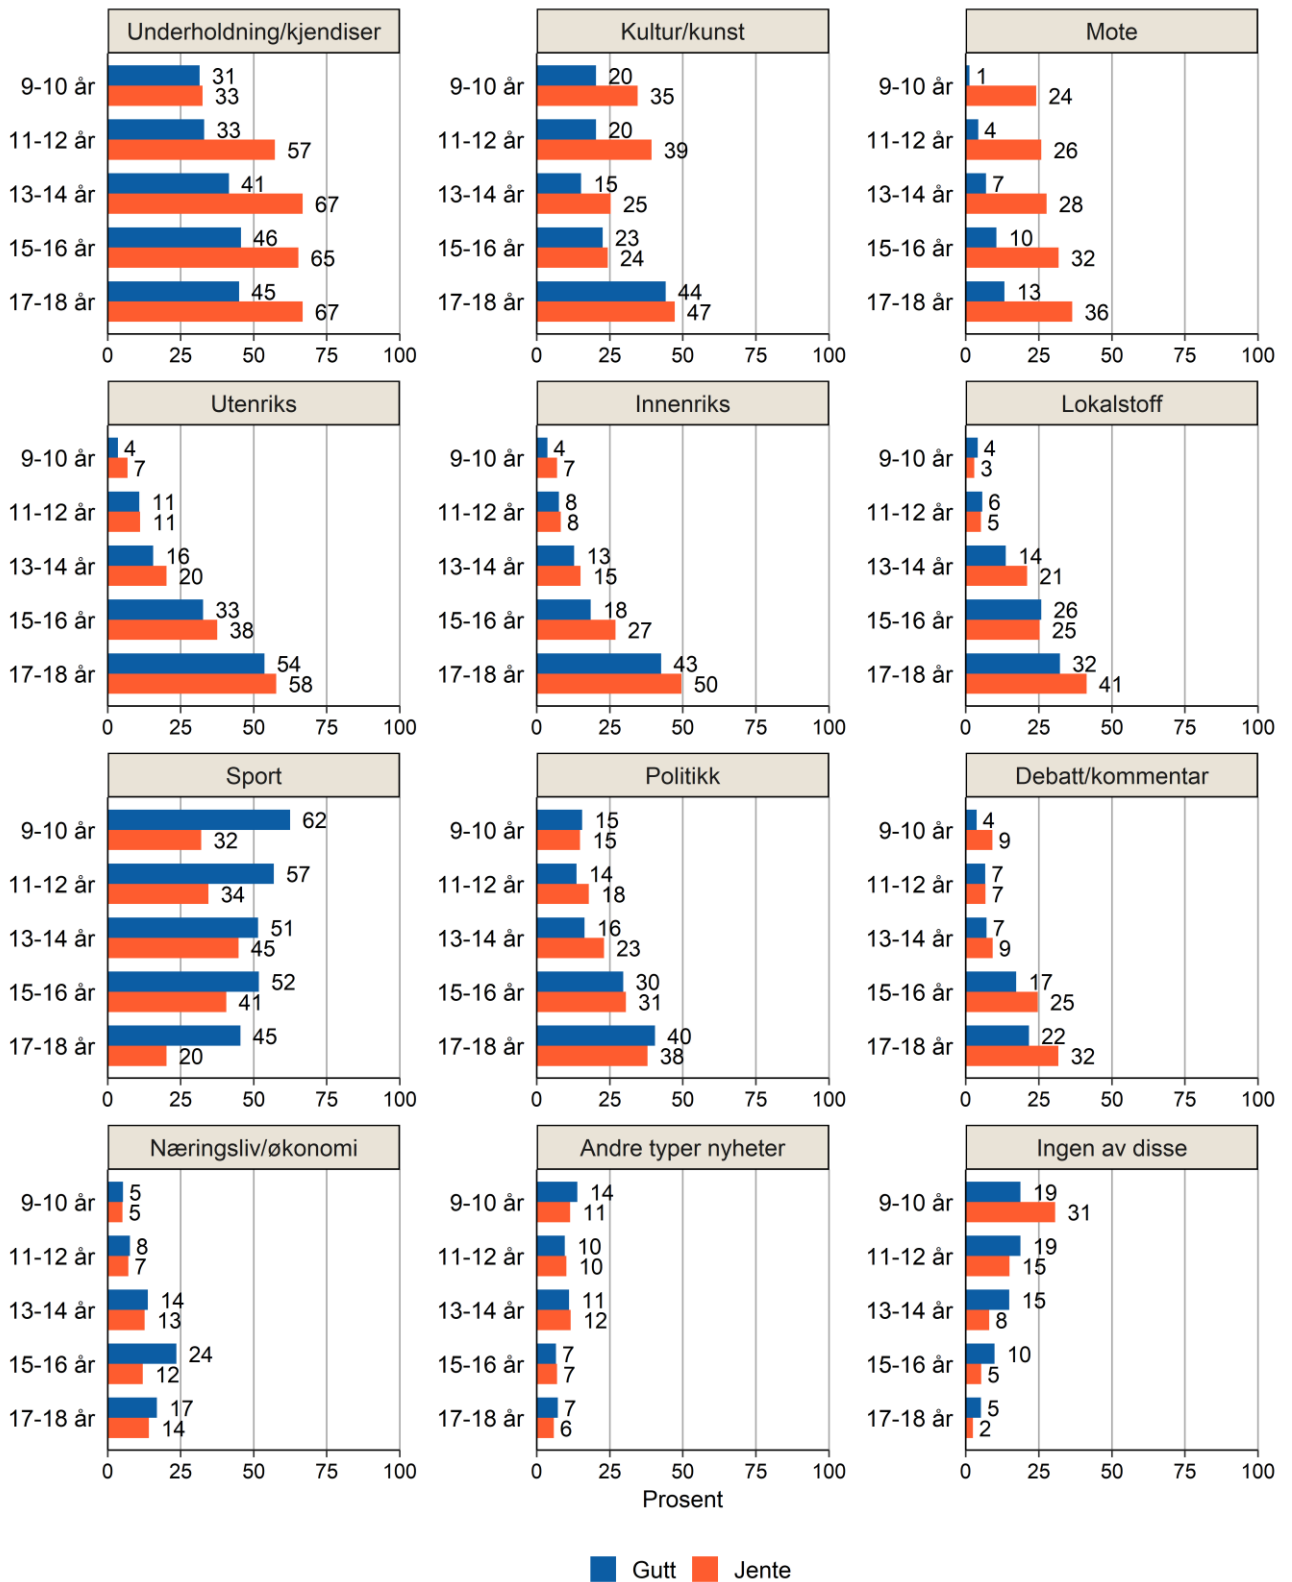 Underholdning/kjendiser
9-10 år
31
33
11-12 år
33
57
13-14 år
41
67
15-16 år
46
65
17-18 år
45
67
0 25 50 75 100
Kultur/kunst
9-10 år
20
35
11-12 år
20
39
13-14 år
15
25
15-16 år
23
24
17-18 år
44
47
0 25 50 75 100
Mote
9-10 år
1
24
11-12 år
4
26
13-14 år
7
28
15-16 år
10
32
17-18 år
13
36
0 25 50 75 100
Utenriks
9-10 år
4
7
11-12 år
11
11
13-14 år
16
20
15-16 år
33
38
17-18 år
54
58
0 25 50 75 100
Innenriks
9-10 år
4
7
11-12 år
8
8
13-14 år
13
15
15-16 år
18
27
17-18 år
43
50
0 25 50 75 100
Lokalstoff
9-10 år
4
3
11-12 år
6
5
13-14 år
14
21
15-16 år
26
25
17-18 år
32
41
0 25 50 75 100
Sport
9-10 år
62
32
11-12 år
57
34
13-14 år
51
45
15-16 år
52
41
17-18 år
45
20
0 25 50 75 100
Politikk
9-10 år
15
15
11-12 år
14
18
13-14 år
16
23
15-16 år
30
31
17-18 år
40
38
0 25 50 75 100
Debatt/kommentar
9-10 år
4
9
11-12 år
7
7
13-14 år
7
9
15-16 år
17
25
17-18 år
22
32
0 25 50 75 100
Næringsliv/økonomi
9-10 år
5
5
11-12 år
8
7
13-14 år
14
13
15-16 år
24
12
17-18 år
17
14
0 25 50 75 100
Andre typer nyheter
9-10 år
14
11
11-12 år
10
10
13-14 år
11
12
15-16 år
7
7
17-18 år
7
6
0 25 50 75 100
Ingen av disse
9-10 år
19
31
11-12 år
19
15
13-14 år
15
8
15-16 år
10
5
17-18 år
5
2
0 25 50 75 100
Prosent
Gutt Jente